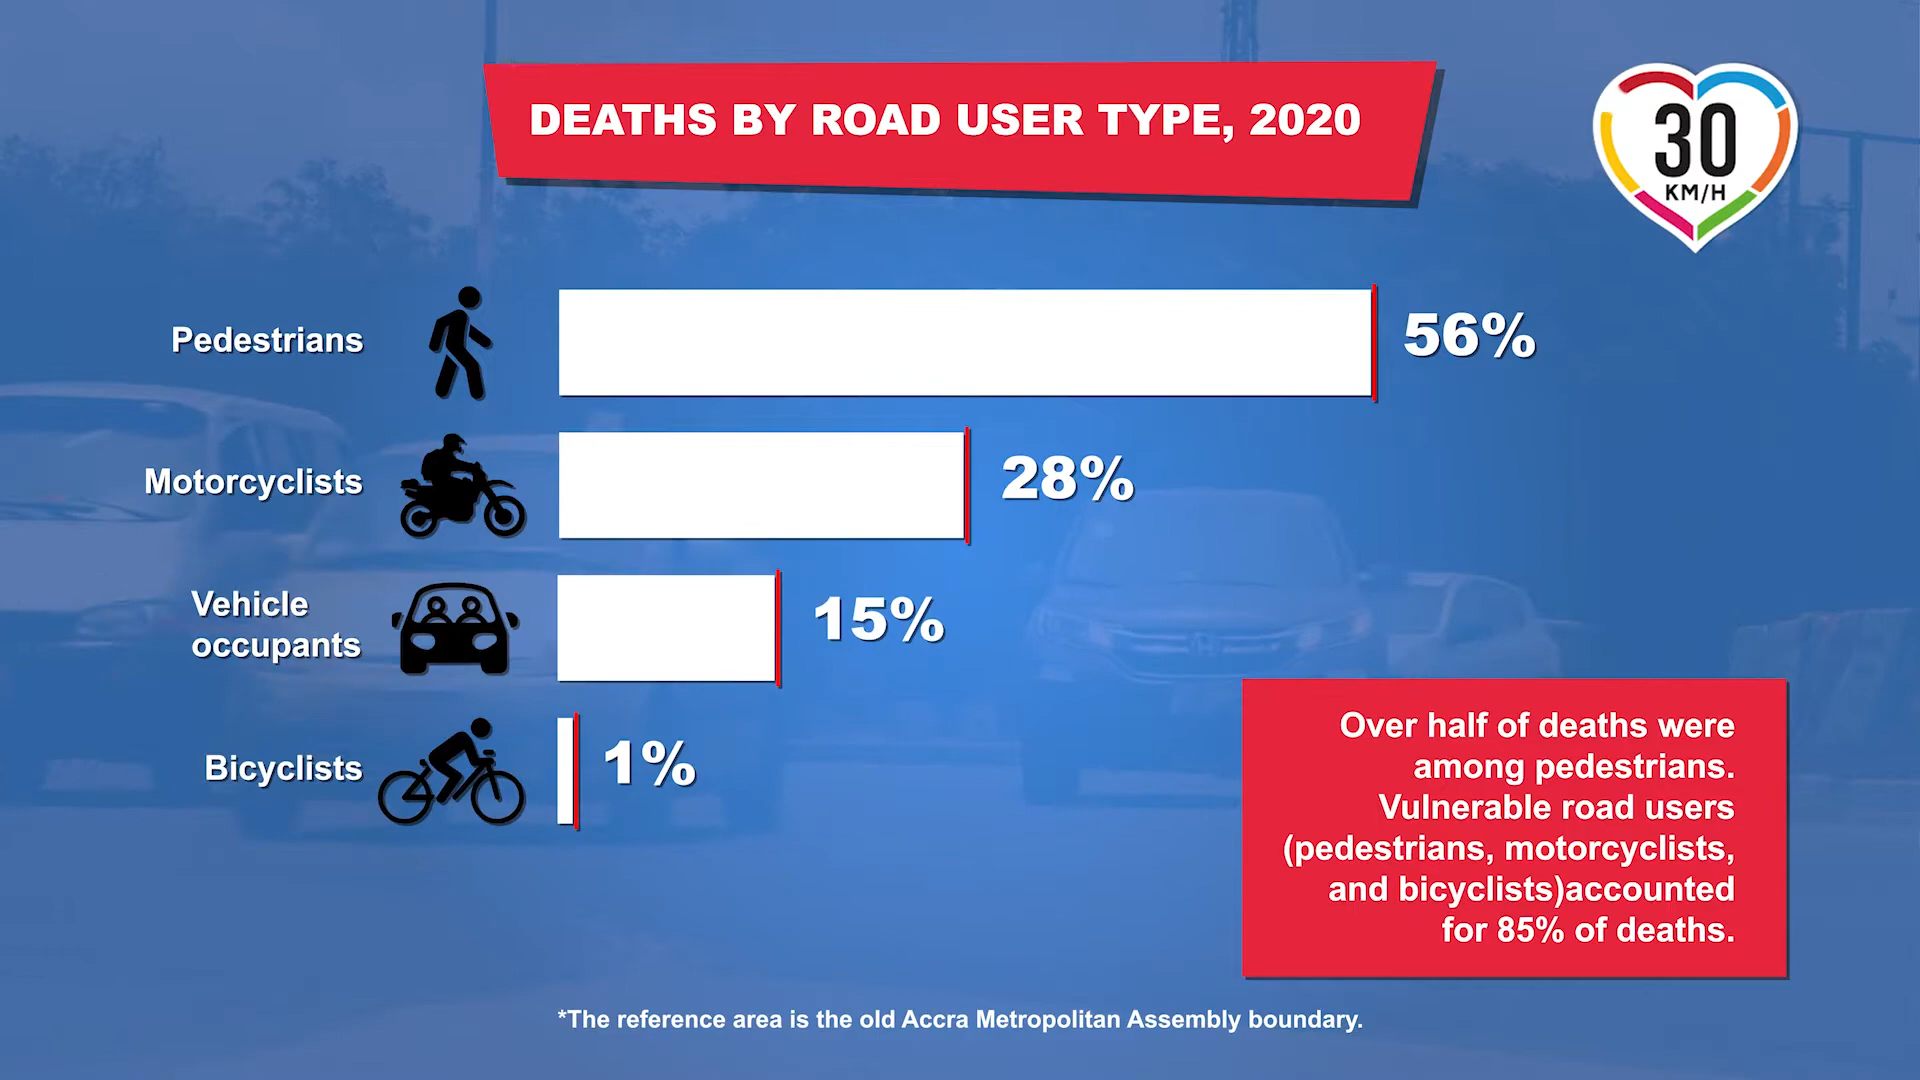 DEATHS BY ROAD USER TYPE, 2020
30
KM/H
Pedestrians
56%
Motorcyclists
28%
Vehicle
occupants
15%
Bicyclists
1%
Over half of deaths were
among pedestrians.
Vulnerable road users
(pedestrians, motorcyclists,
and bicyclists)accounted
for 85% of deaths.
*The reference area is the old Accra Metropolitan Assembly boundary.